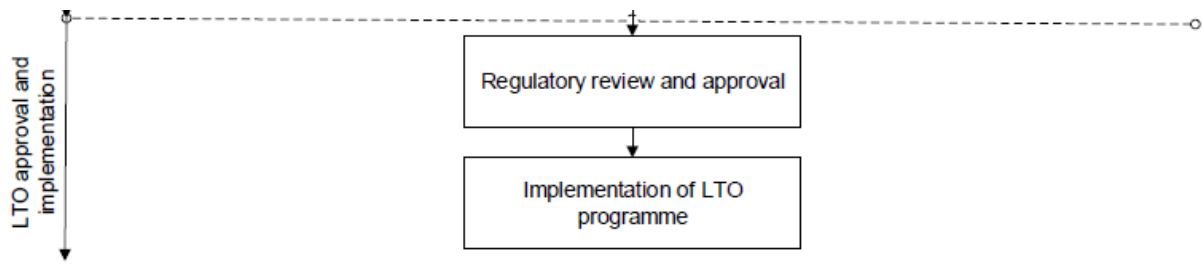 LTO approval and
implementation
Regulatory review and approval
Implementation of LTO
programme